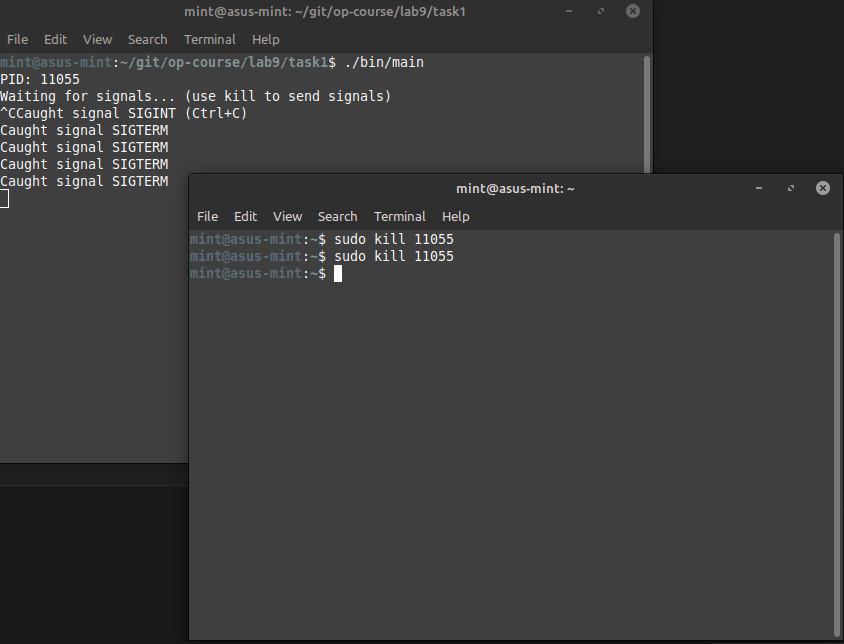 mint@asus-mint: ~/git/op-course/lab9/task1
File Edit View Search Terminal Help
mint@asus-mint:~/git/op-course/lab9/task1$ ./bin/main
PID: 11055
Waiting for signals... (use kill to send signals)
^CCaught signal SIGINT (Ctrl+C)
Caught signal SIGTERM
Caught signal SIGTERM
Caught signal SIGTERM
Caught signal SIGTERM
mint@asus-mint: ~
File Edit View Search Terminal Help
mint@asus-mint:~$ sudo kill 11055
mint@asus-mint:~$ sudo kill 11055
mint@asus-mint:~$